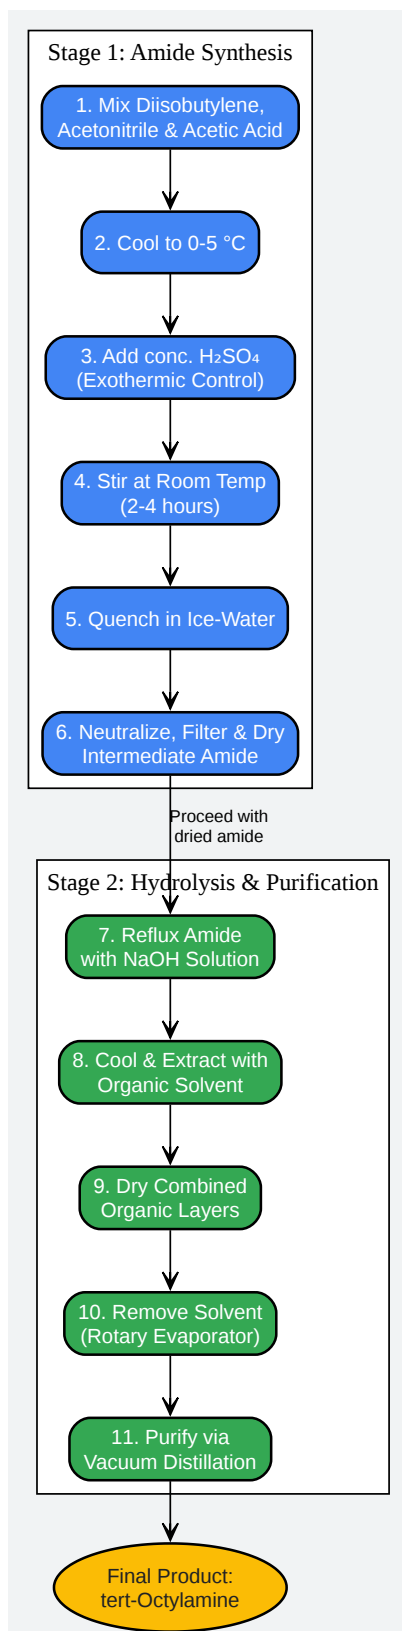 Stage 1: Amide Synthesis
1. Mix Diisobutylene,
Acetonitrile & Acetic Acid
2. Cool to 0-5 °C
3. Add conc. H₂SO₄
(Exothermic Control)
4. Stir at Room Temp
(2-4 hours)
5. Quench in Ice-Water
6. Neutralize, Filter & Dry
Intermediate Amide
Proceed with
dried amide
Stage 2: Hydrolysis & Purification
7. Reflux Amide
with NaOH Solution
8. Cool & Extract with
Organic Solvent
9. Dry Combined
Organic Layers
10. Remove Solvent
(Rotary Evaporator)
11. Purify via
Vacuum Distillation
Final Product:
tert-Octylamine